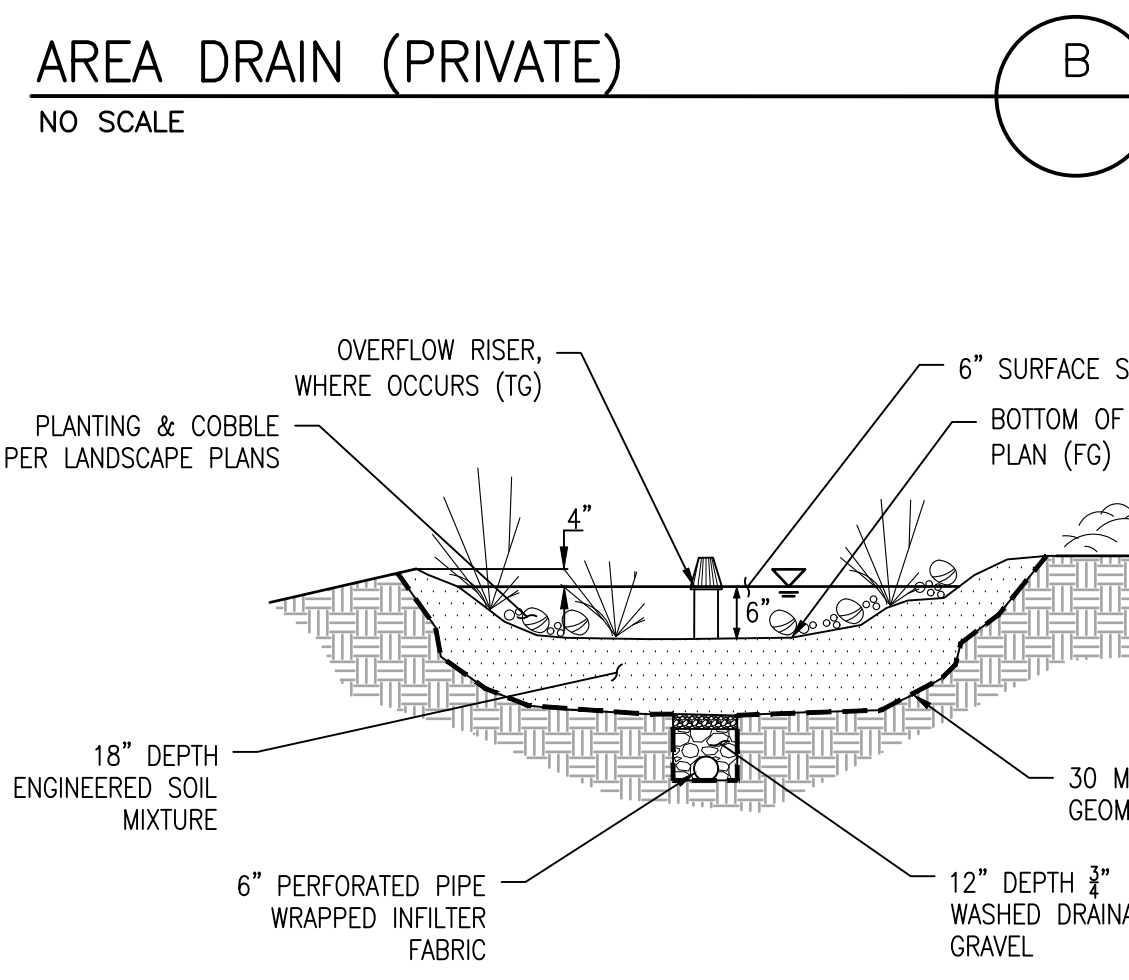 AREA DRAIN (PRIVATE)
B
NO SCALE
OVERFLOW RISER,
WHERE OCCURS (TG)
6" SURFACE
BOTTOM OF
PLAN (FG)
PLANTING & COBBLE
PER LANDSCAPE PLANS
4"
6"
18" DEPTH
ENGINEERED SOIL
MIXTURE
30
6" PERFORATED PIPE
WRAPPED INFILTER
FABRIC
12" DEPTH 3/4"
WASHED
GRAVEL